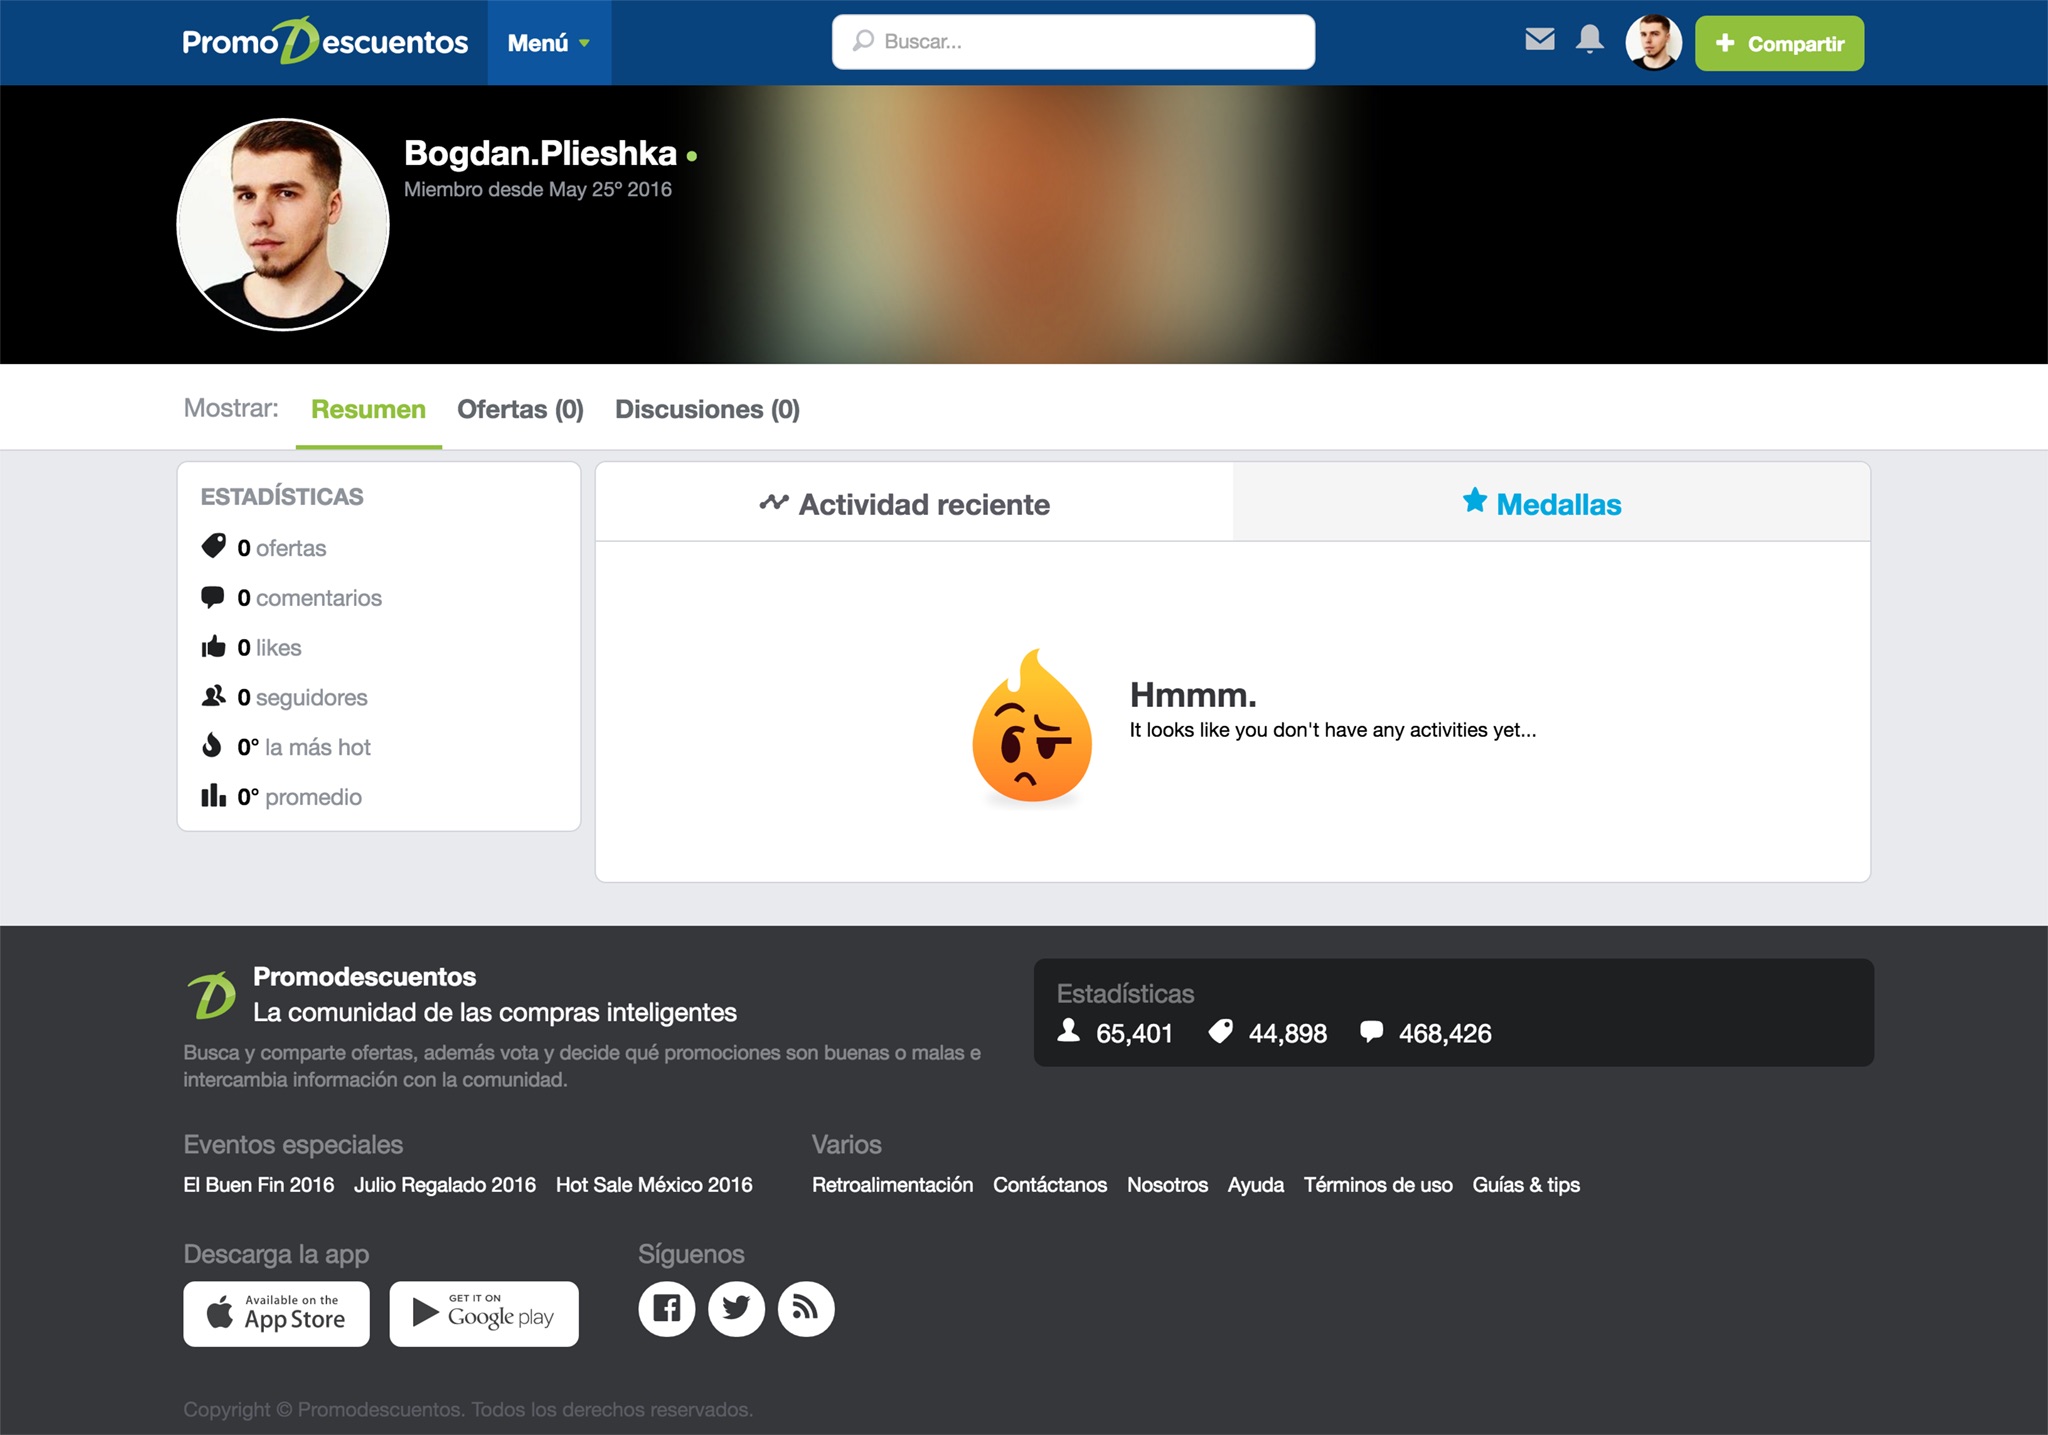 PromoDescuentos
Menú
Buscar...
Compartir
Bogdan.Plieshka
Miembro desde May 25º 2016
Mostrar: Resumen Ofertas (0) Discusiones (0)
ESTADÍSTICAS
0 ofertas
0 comentarios
0 likes
0 seguidores
0° la más hot
0° promedio
Actividad reciente
Medallas
Hmmm.
It looks like you don't have any activities yet...
Promodescuentos
La comunidad de las compras inteligentes
Busca y comparte ofertas, además vota y decide qué promociones son buenas o malas e
intercambia información con la comunidad.
Estadísticas
65,401 44,898 468,426
Eventos especiales
El Buen Fin 2016 Julio Regalado 2016 Hot Sale México 2016
Varios
Retroalimentación Contáctanos Nosotros Ayuda Términos de uso Guías & tips
Descarga la app
Available on the
App Store
GET IT ON
Google play
Síguenos
Copyright © Promodescuentos. Todos los derechos reservados.